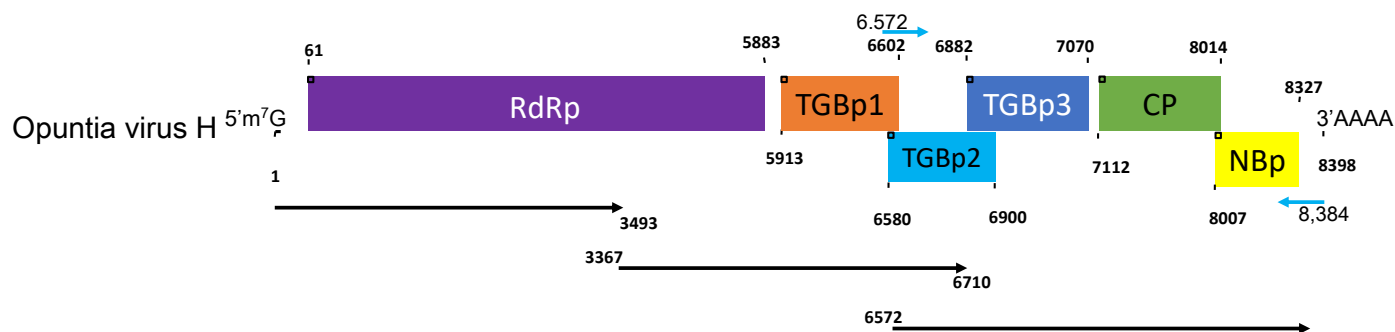 6.572
61 5883 6602 6882 7070 8014
8327
Opuntia virus H 5'm⁷G RdRp TGBp1 TGBp3 CP 3'AAAA
TGBp2 NBp
1 5913 7112 8398
3493 6580 6900 8007 8,384
3367 6710
6572